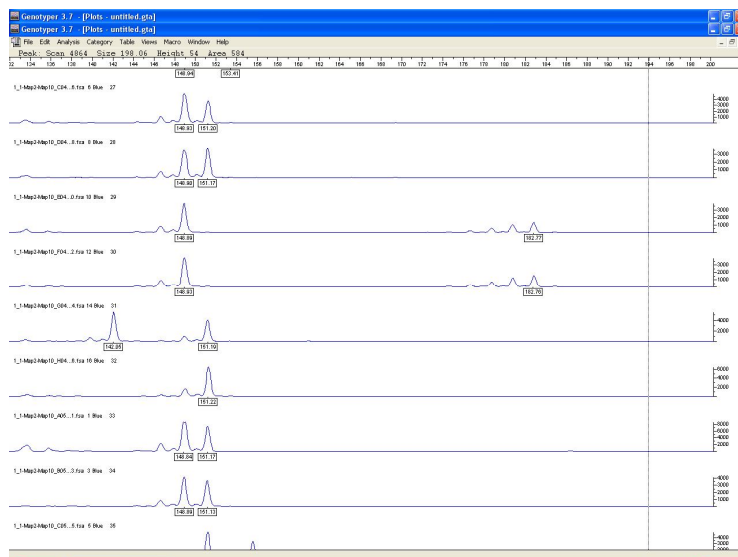 Genotyper 3.7 - [Plots - untitled.gta]
Genotyper 3.7 - [Plots - untitled.gta]
File Edit Analysis Category Table Views Macro Window Help
Peak: Scan 4864 Size 198.06 Height 54 Area 584
32 134 136 138 140 142 144 146 148 150 152 154 156 158 160 162 164 166 168 170 172 174 176 178 180 182 184 186 188 190 192 194 196 198 200
148.94 153.41
1_1-Map2-Map10_C04...6.fsa 6 Blue 27
4000
3000
2000
1000
148.93 151.20
1_1-Map2-Map10_D04...8.fsa 8 Blue 28
3000
2000
1000
148.98 151.17
1_1-Map2-Map10_E04...0.fsa 10 Blue 29
3000
2000
1000
148.89 182.77
1_1-Map2-Map10_F04...2.fsa 12 Blue 30
3000
2000
1000
148.93 182.76
1_1-Map2-Map10_G04...4.fsa 14 Blue 31
4000
2000
142.05 151.19
1_1-Map2-Map10_H04...6.fsa 16 Blue 32
6000
4000
2000
151.22
1_1-Map2-Map10_A05...1.fsa 1 Blue 33
8000
6000
4000
2000
148.84 151.17
1_1-Map2-Map10_B05...3.fsa 3 Blue 34
4000
3000
2000
1000
148.89 151.13
1_1-Map2-Map10_C05...5.fsa 5 Blue 35
4000
3000
2000